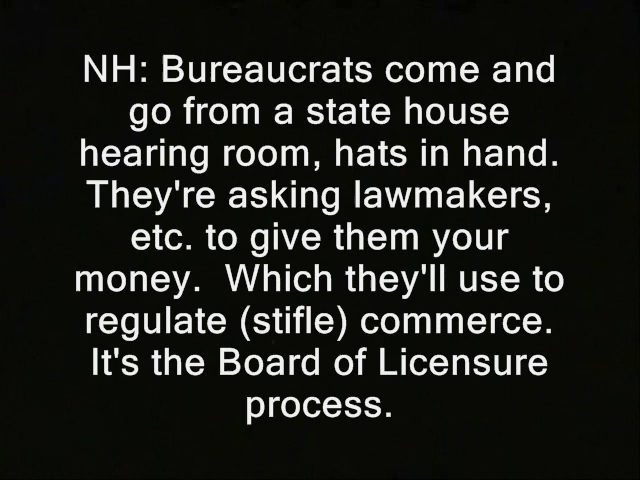 NH: Bureaucrats come and
go from a state house
hearing room, hats in hand.
They're asking lawmakers,
etc. to give them your
money.  Which they'll use to
regulate (stifle) commerce.
It's the Board of Licensure
process.